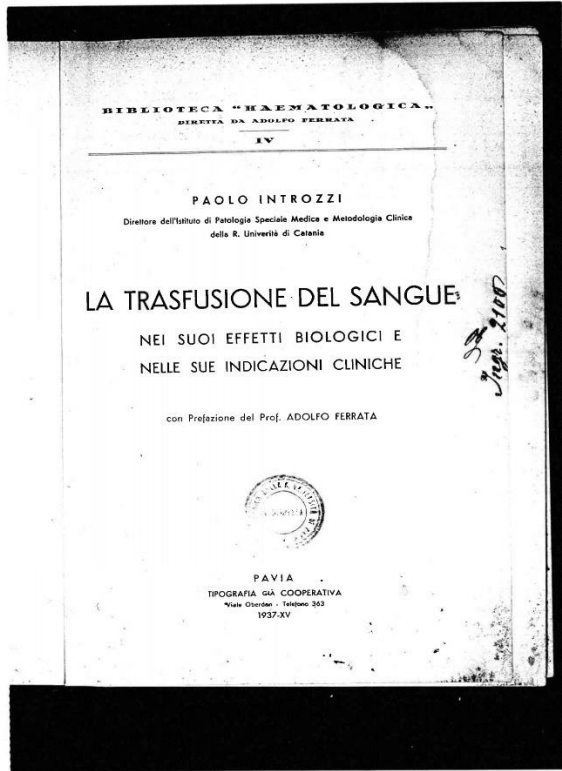 BIBLIOTECA "HAEMATOLOGICA„
DIRETTA DA ADOLFO FERRATA
IV
PAOLO INTROZZI
Direttore dell'Istituto di Patologia Speciale Medica e Metodologia Clinica
della R. Univerità di Catania
LA TRASFUSIONE DEL SANGUE
NEI SUOI EFFETTI BIOLOGICI E
NELLE SUE INDICAZIONI CLINICHE
con Prefazione del Prof. ADOLFO FERRATA
Ingr. 2100
PAVIA
TIPOGRAFIA GIÀ COOPERATIVA
Viale Oberdan - Telefono 363
1937-XV